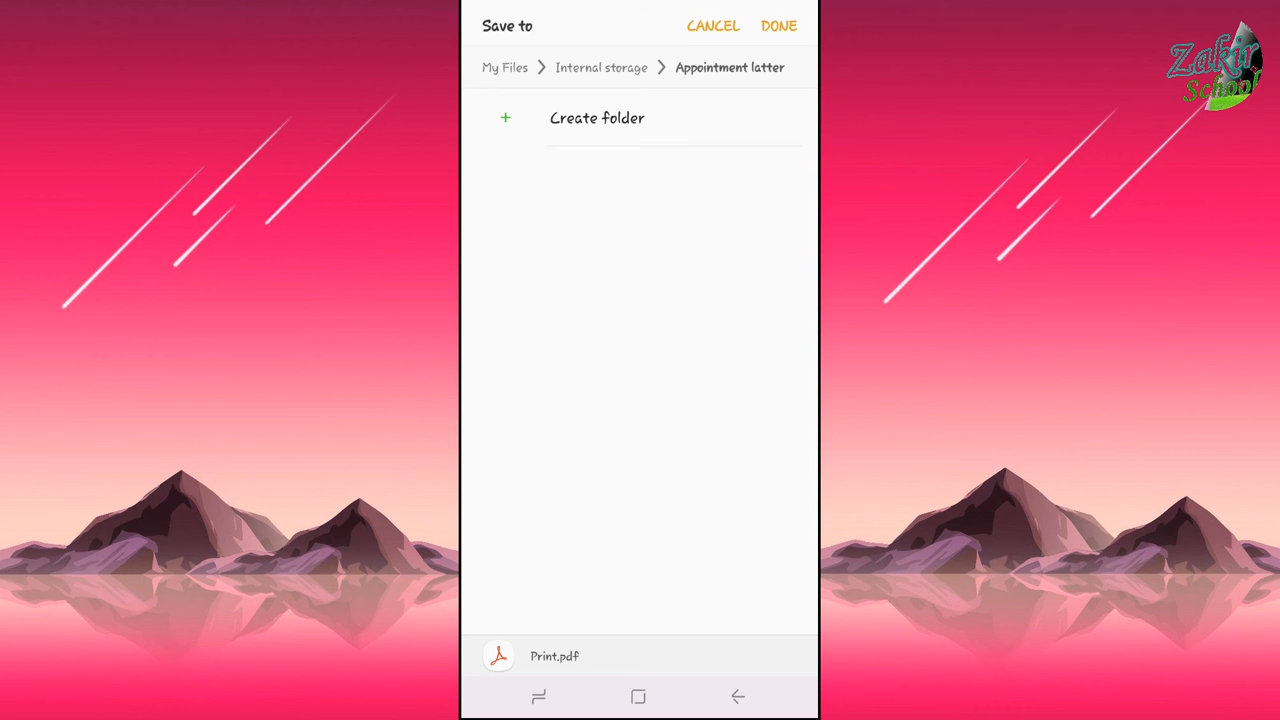 Save to CANCEL DONE
My Files Internal storage Appointment latter
+ Create folder
Print.pdf
Zakir
School